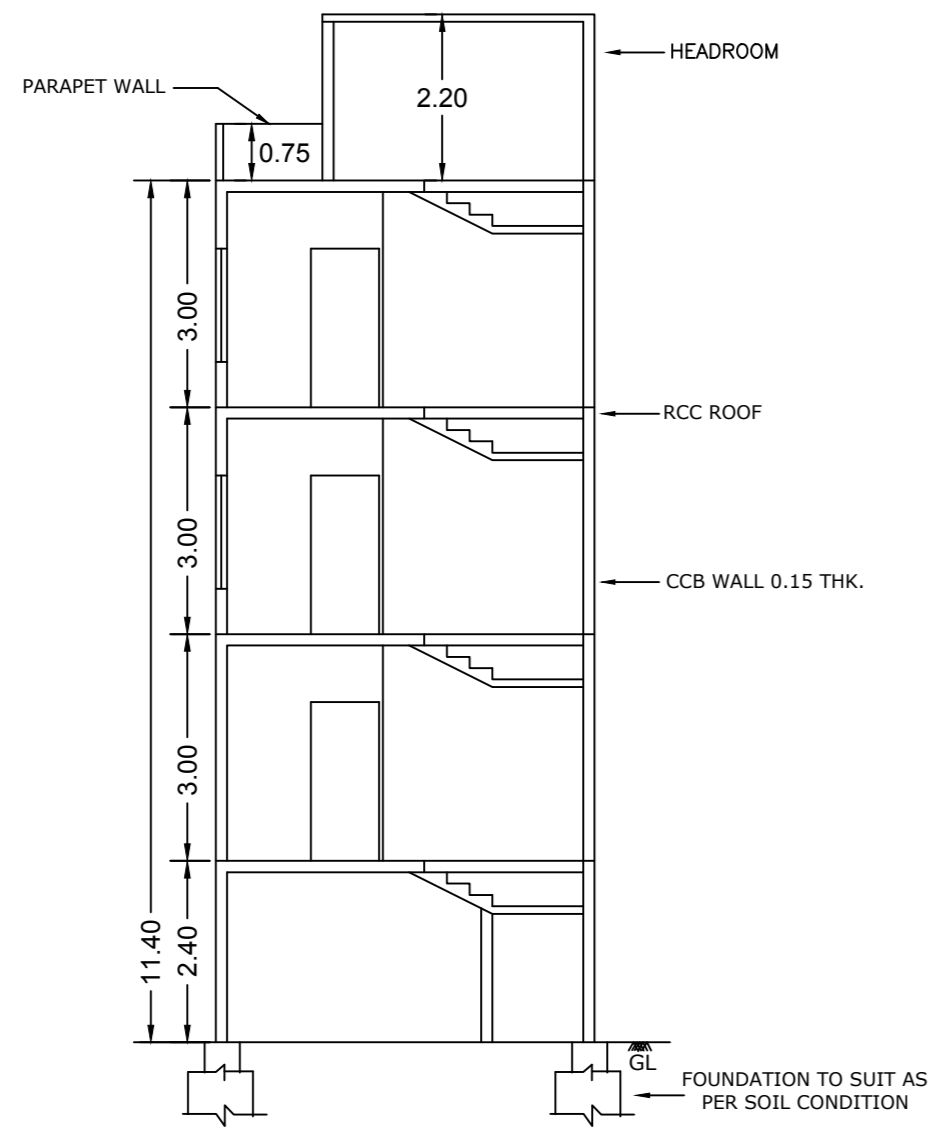 HEADROOM
PARAPET WALL
2.20
0.75
3.00
RCC ROOF
3.00
CCB WALL 0.15 THK.
3.00
11.40
2.40
GL
FOUNDATION TO SUIT AS
PER SOIL CONDITION